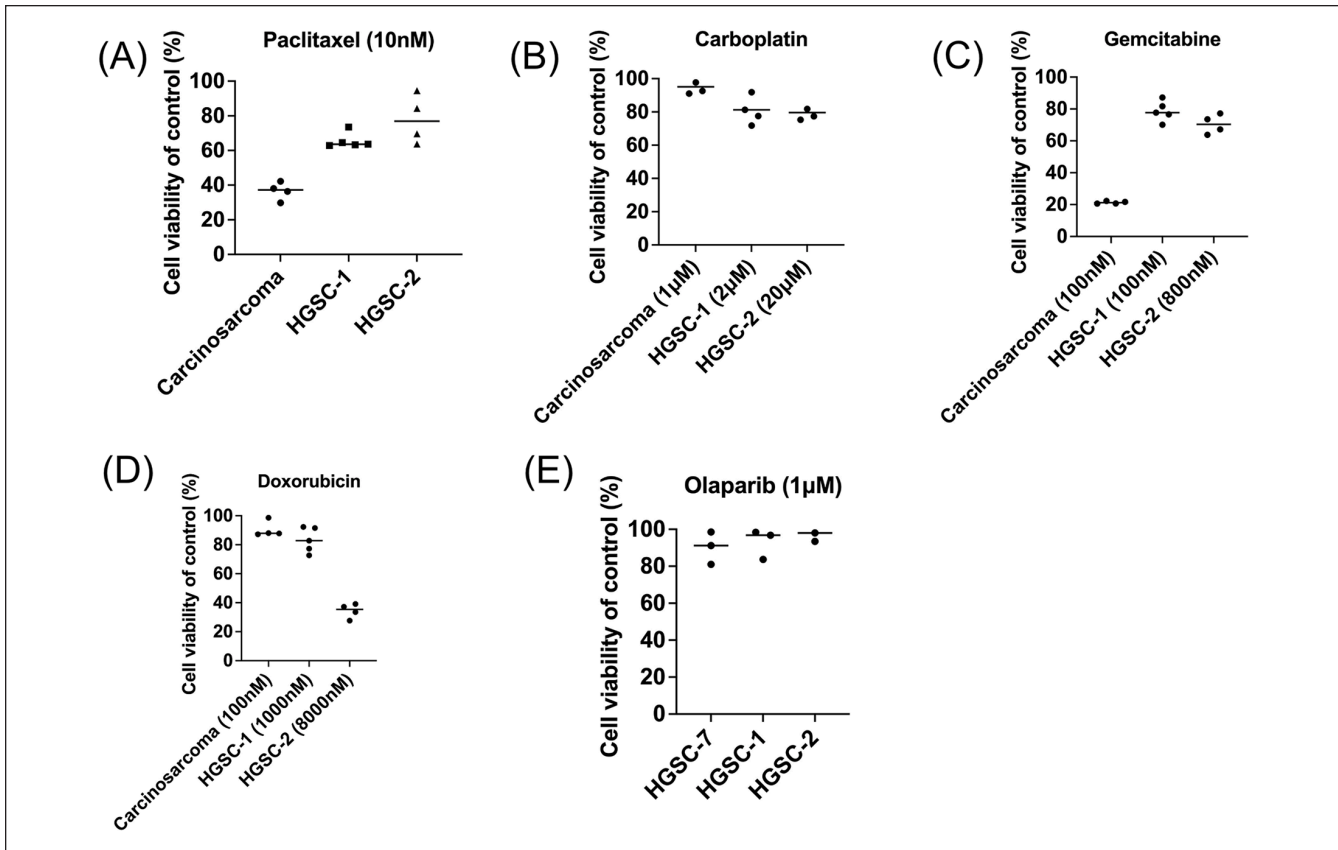 (A)
Paclitaxel (10nM)
Cell viability of control (%)
100
80
60
40
20
0
Carcinosarcoma
HGSC-1
HGSC-2
(B)
Carboplatin
Cell viability of control (%)
100
80
60
40
20
0
Carcinosarcoma (1µM)
HGSC-1 (2µM)
HGSC-2 (20µM)
(C)
Gemcitabine
Cell viability of control (%)
100
80
60
40
20
0
Carcinosarcoma (100nM)
HGSC-1 (100nM)
HGSC-2 (800nM)
(D)
Doxorubicin
Cell viability of control (%)
100
80
60
40
20
0
Carcinosarcoma (100nM)
HGSC-1 (1000nM)
HGSC-2 (8000nM)
(E)
Olaparib (1µM)
Cell viability of control (%)
100
80
60
40
20
0
HGSC-7
HGSC-1
HGSC-2